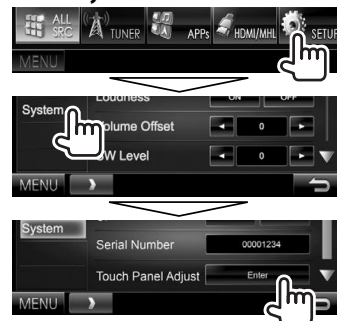 ALL SRC TUNER APPs HDMI/MHL SETUP
MENU
Loudness ON OFF
System
Volume Offset 0
SW Level 0
MENU
System
Serial Number 00001234
Touch Panel Adjust Enter
MENU